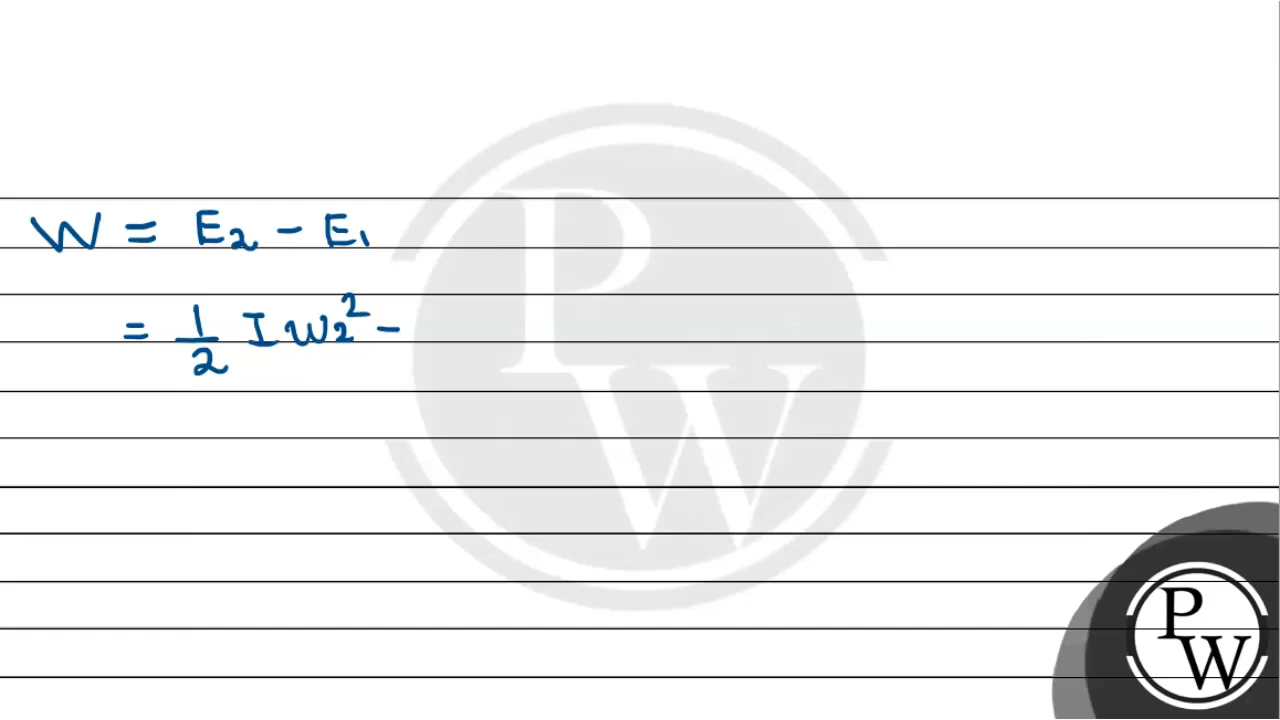 W = E₂ - E₁
= 1/2 I W₂² -
P
W
P
W